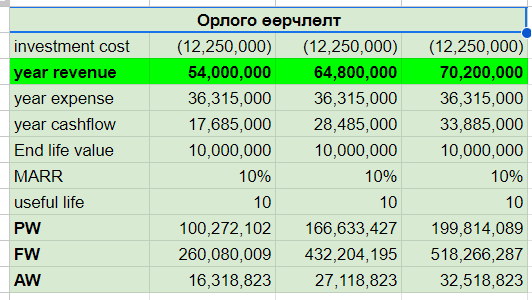 Орлого өөрчлөлт
investment cost (12,250,000) (12,250,000) (12,250,000)
year revenue 54,000,000 64,800,000 70,200,000
year expense 36,315,000 36,315,000 36,315,000
year cashflow 17,685,000 28,485,000 33,885,000
End life value 10,000,000 10,000,000 10,000,000
MARR 10% 10% 10%
useful life 10 10 10
PW 100,272,102 166,633,427 199,814,089
FW 260,080,009 432,204,195 518,266,287
AW 16,318,823 27,118,823 32,518,823